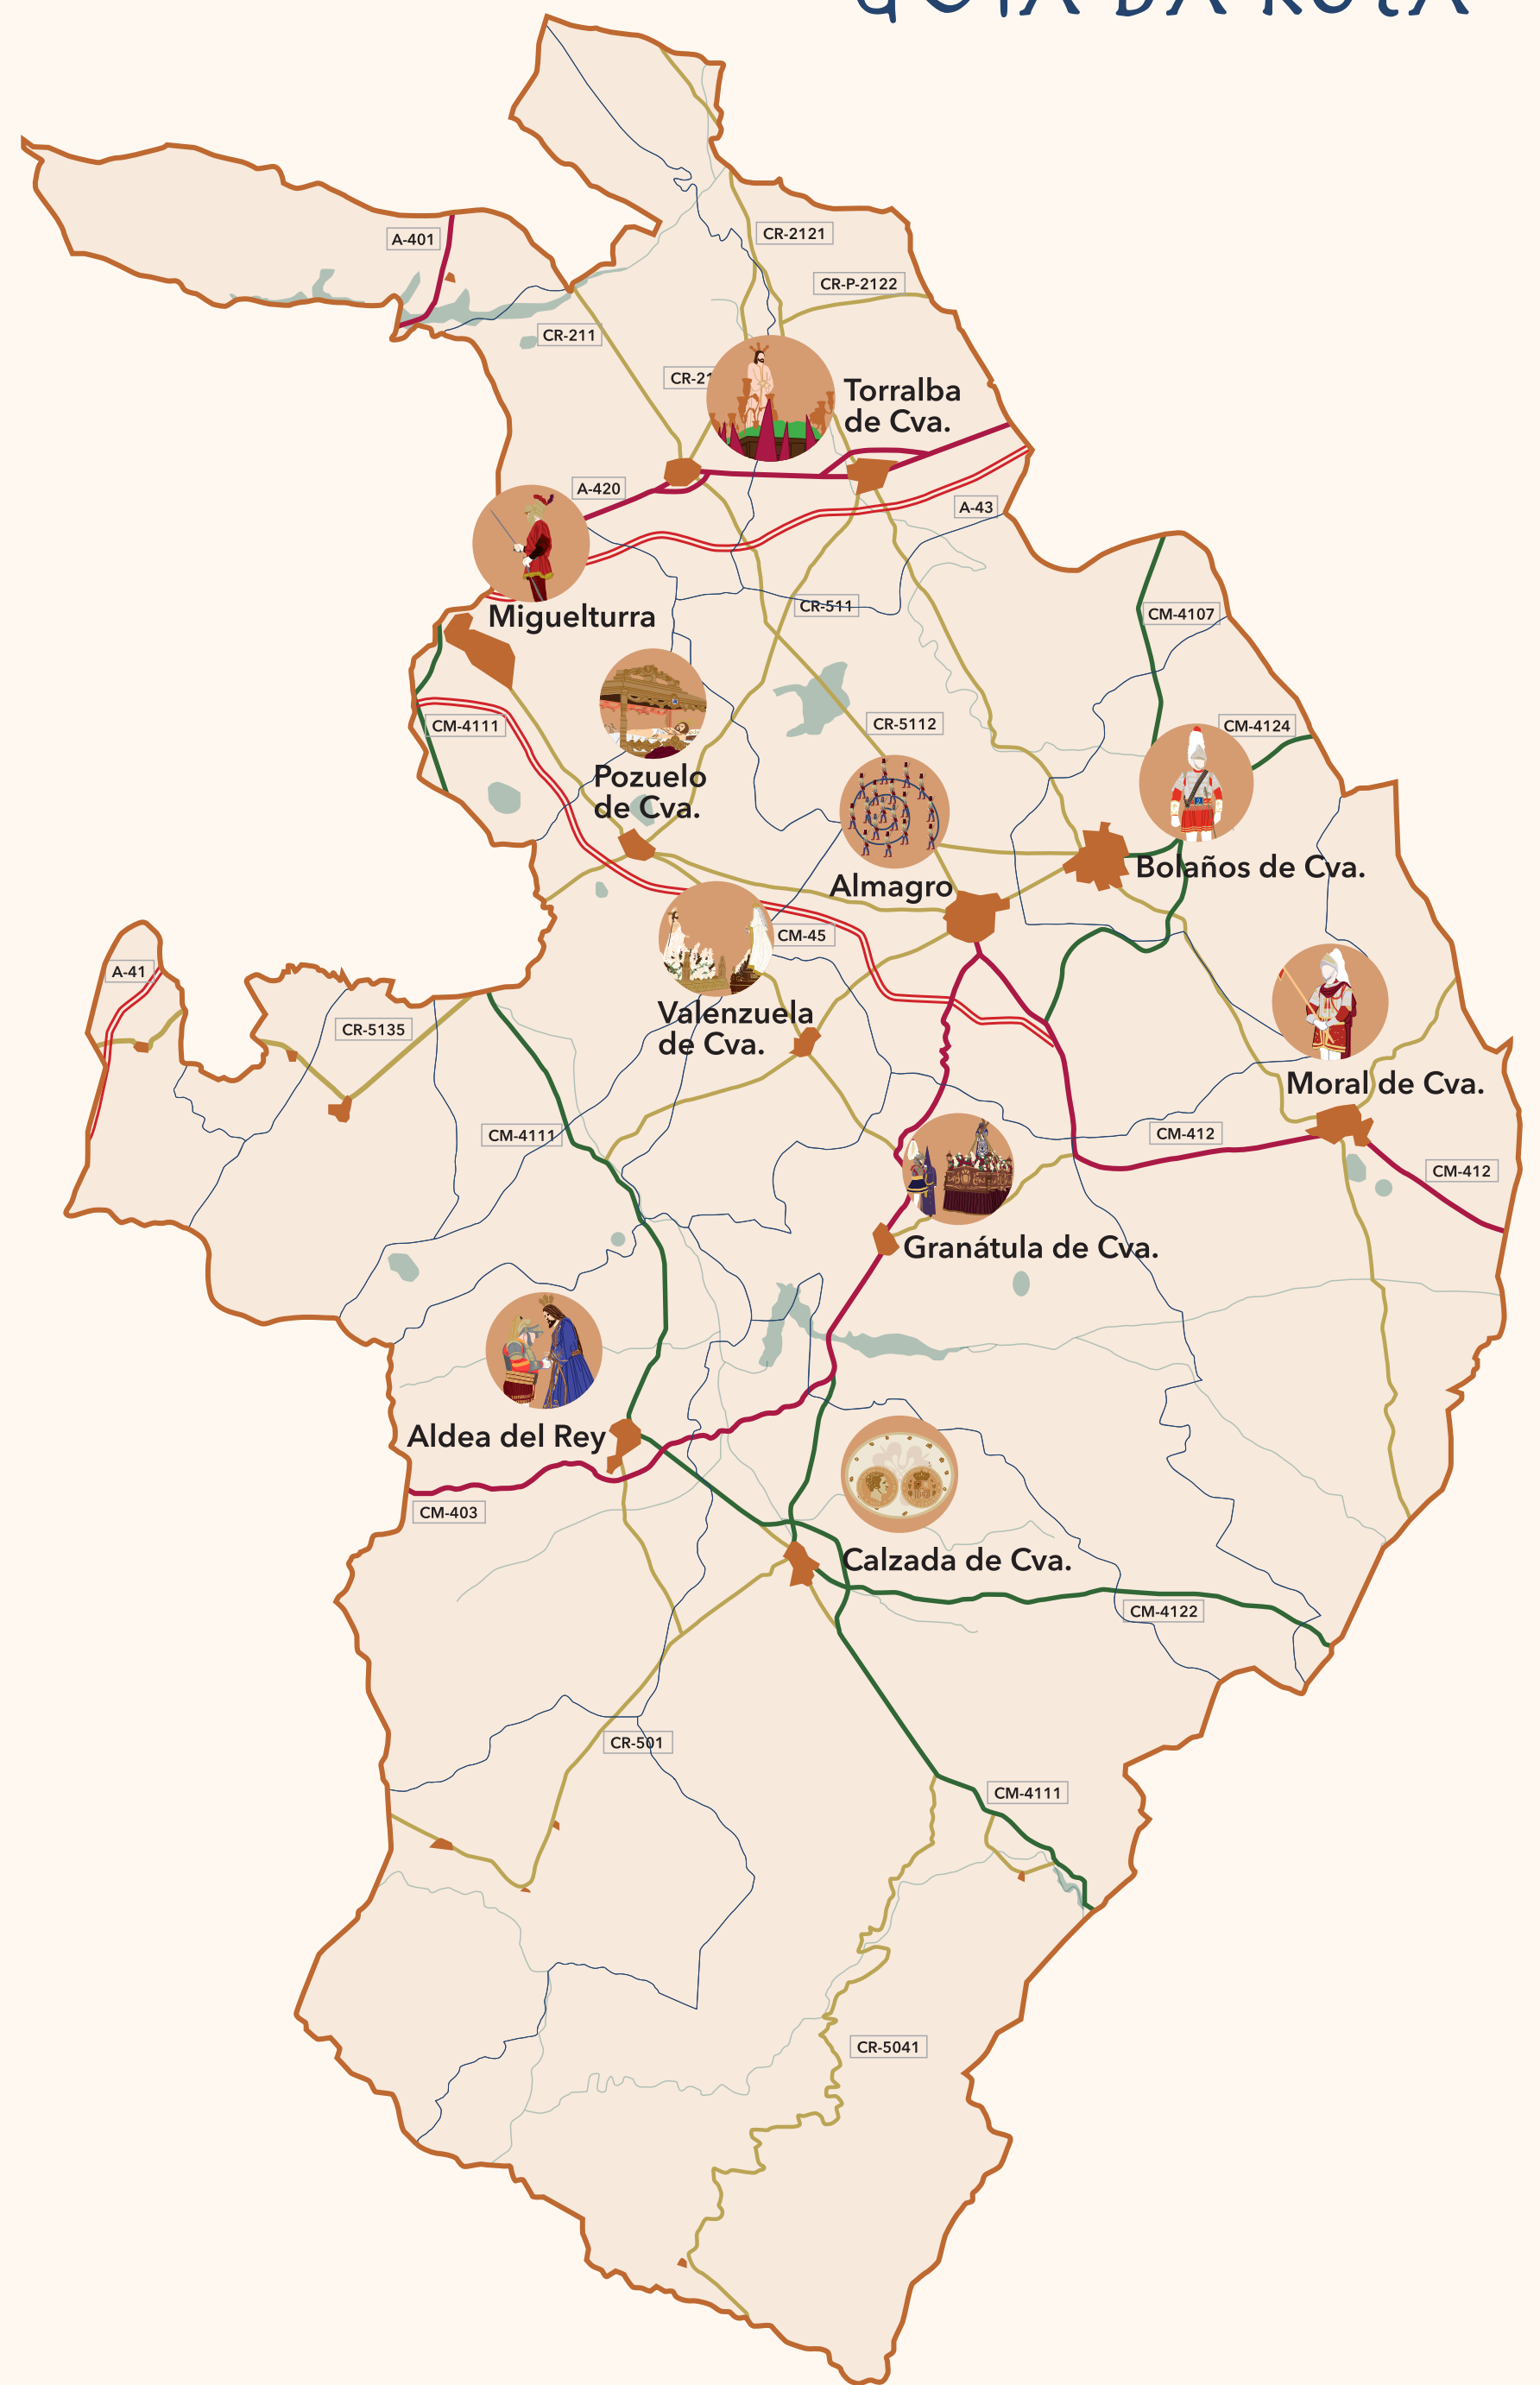 A-401
CR-2121
CR-P-2122
CR-211
CR-21
Torralba
de Cva.
A-420
A-43
CR-511
CM-4107
Miguelturra
CM-4111
CR-5112
CM-4124
Pozuelo
de Cva.
Almagro
Bolaños de Cva.
CM-45
A-41
CR-5135
Valenzuela
de Cva.
Moral de Cva.
CM-4111
CM-412
CM-412
Granátula de Cva.
Aldea del Rey
CM-403
Calzada de Cva.
CM-4122
CR-501
CM-4111
CR-5041